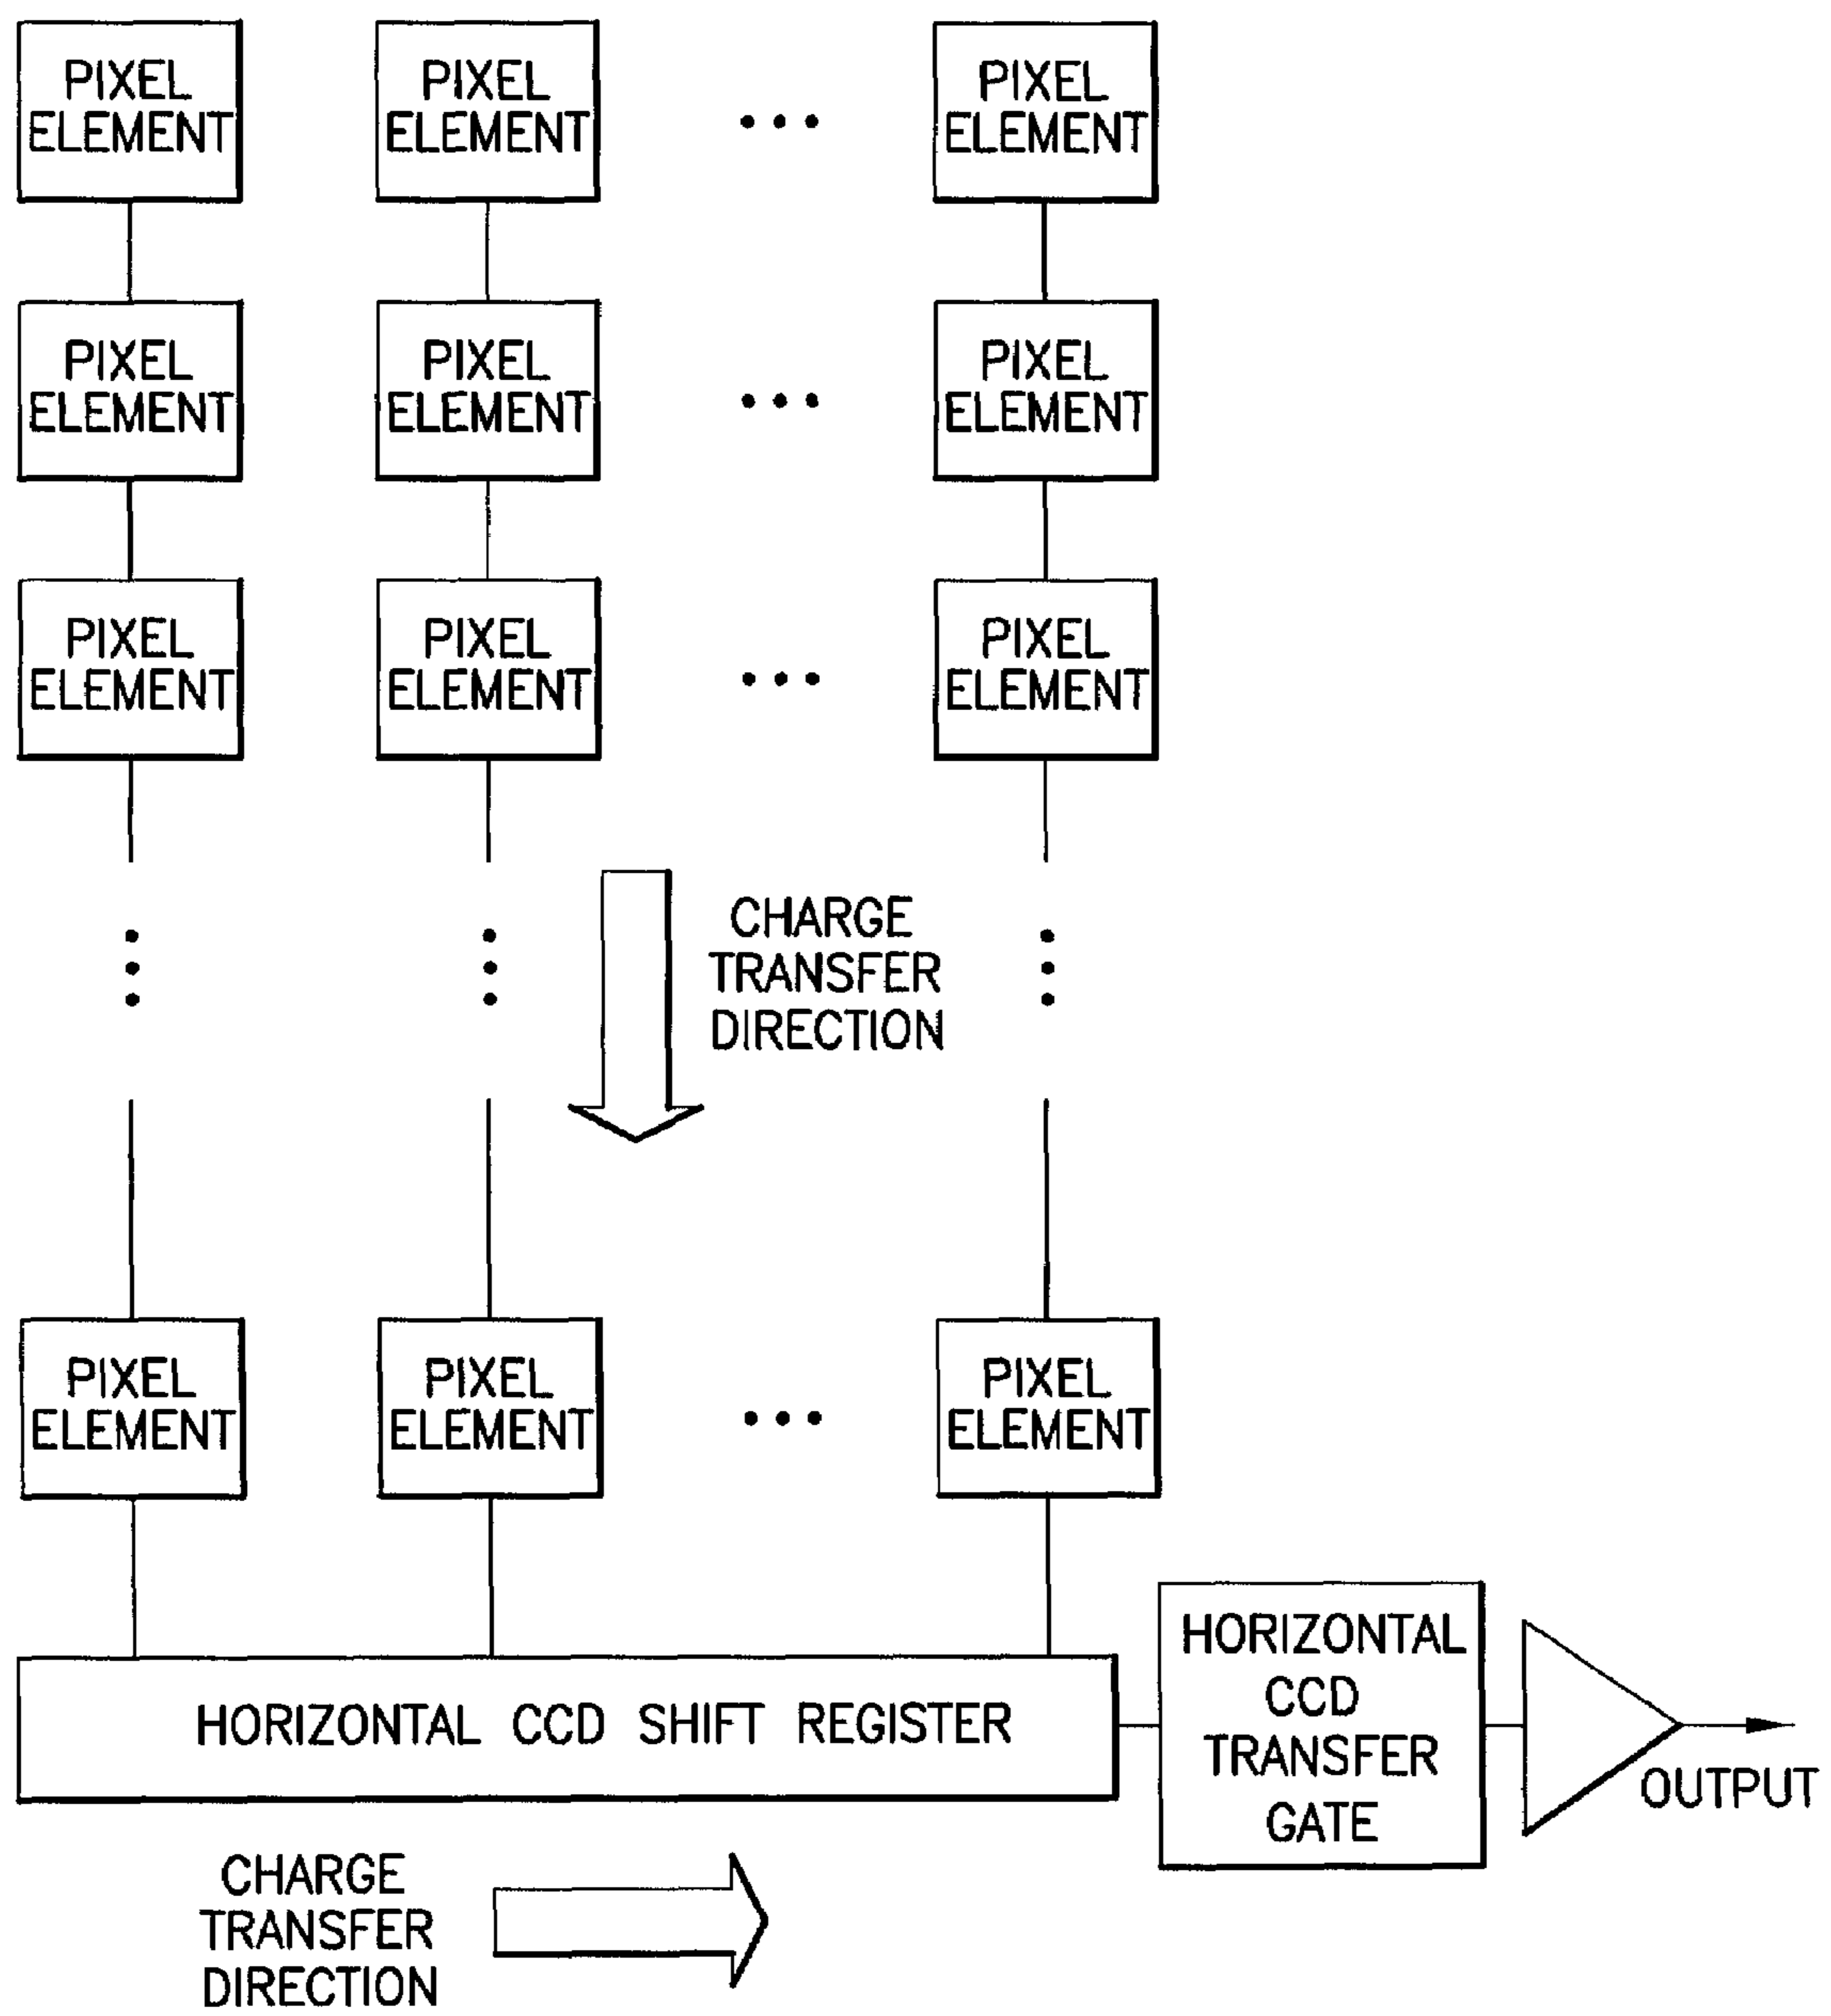 PIXEL
ELEMENT
PIXEL
ELEMENT
PIXEL
ELEMENT
PIXEL
ELEMENT
PIXEL
ELEMENT
PIXEL
ELEMENT
PIXEL
ELEMENT
PIXEL
ELEMENT
PIXEL
ELEMENT
CHARGE
TRANSFER
DIRECTION
PIXEL
ELEMENT
PIXEL
ELEMENT
PIXEL
ELEMENT
HORIZONTAL CCD SHIFT REGISTER
HORIZONTAL
CCD
TRANSFER
GATE
OUTPUT
CHARGE
TRANSFER
DIRECTION